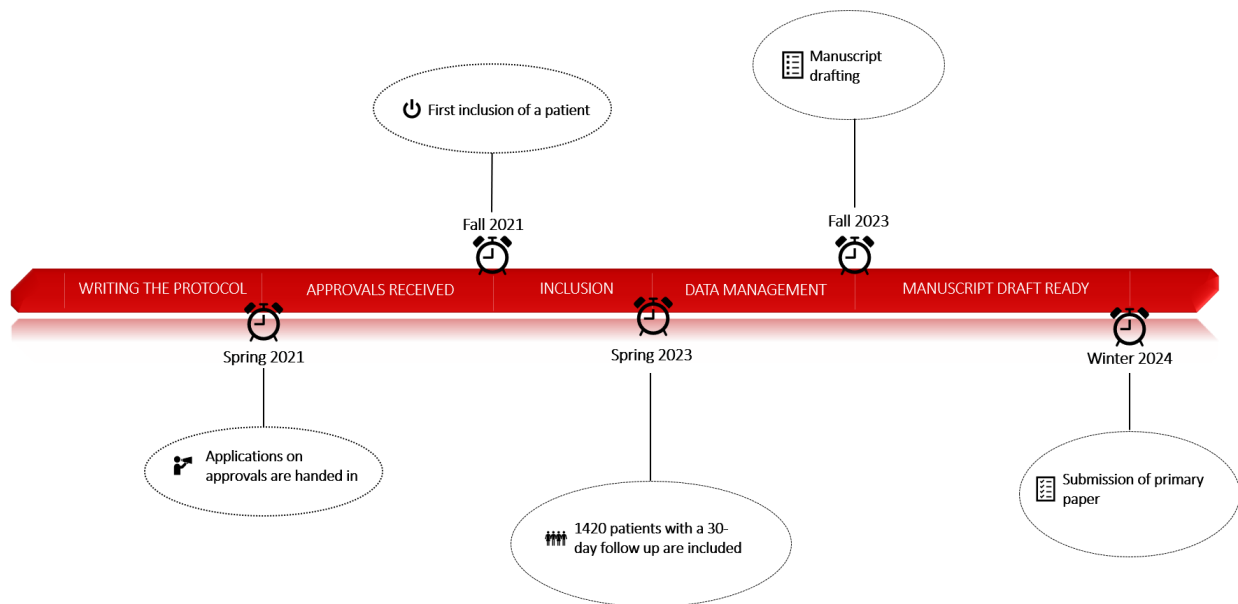 Manuscript
drafting
First inclusion of a patient
Fall 2021
Fall 2023
WRITING THE PROTOCOL
APPROVALS RECEIVED
INCLUSION
DATA MANAGEMENT
MANUSCRIPT DRAFT READY
Spring 2021
Spring 2023
Winter 2024
Applications on
approvals are handed in
1420 patients with a 30-
day follow up are included
Submission of primary
paper